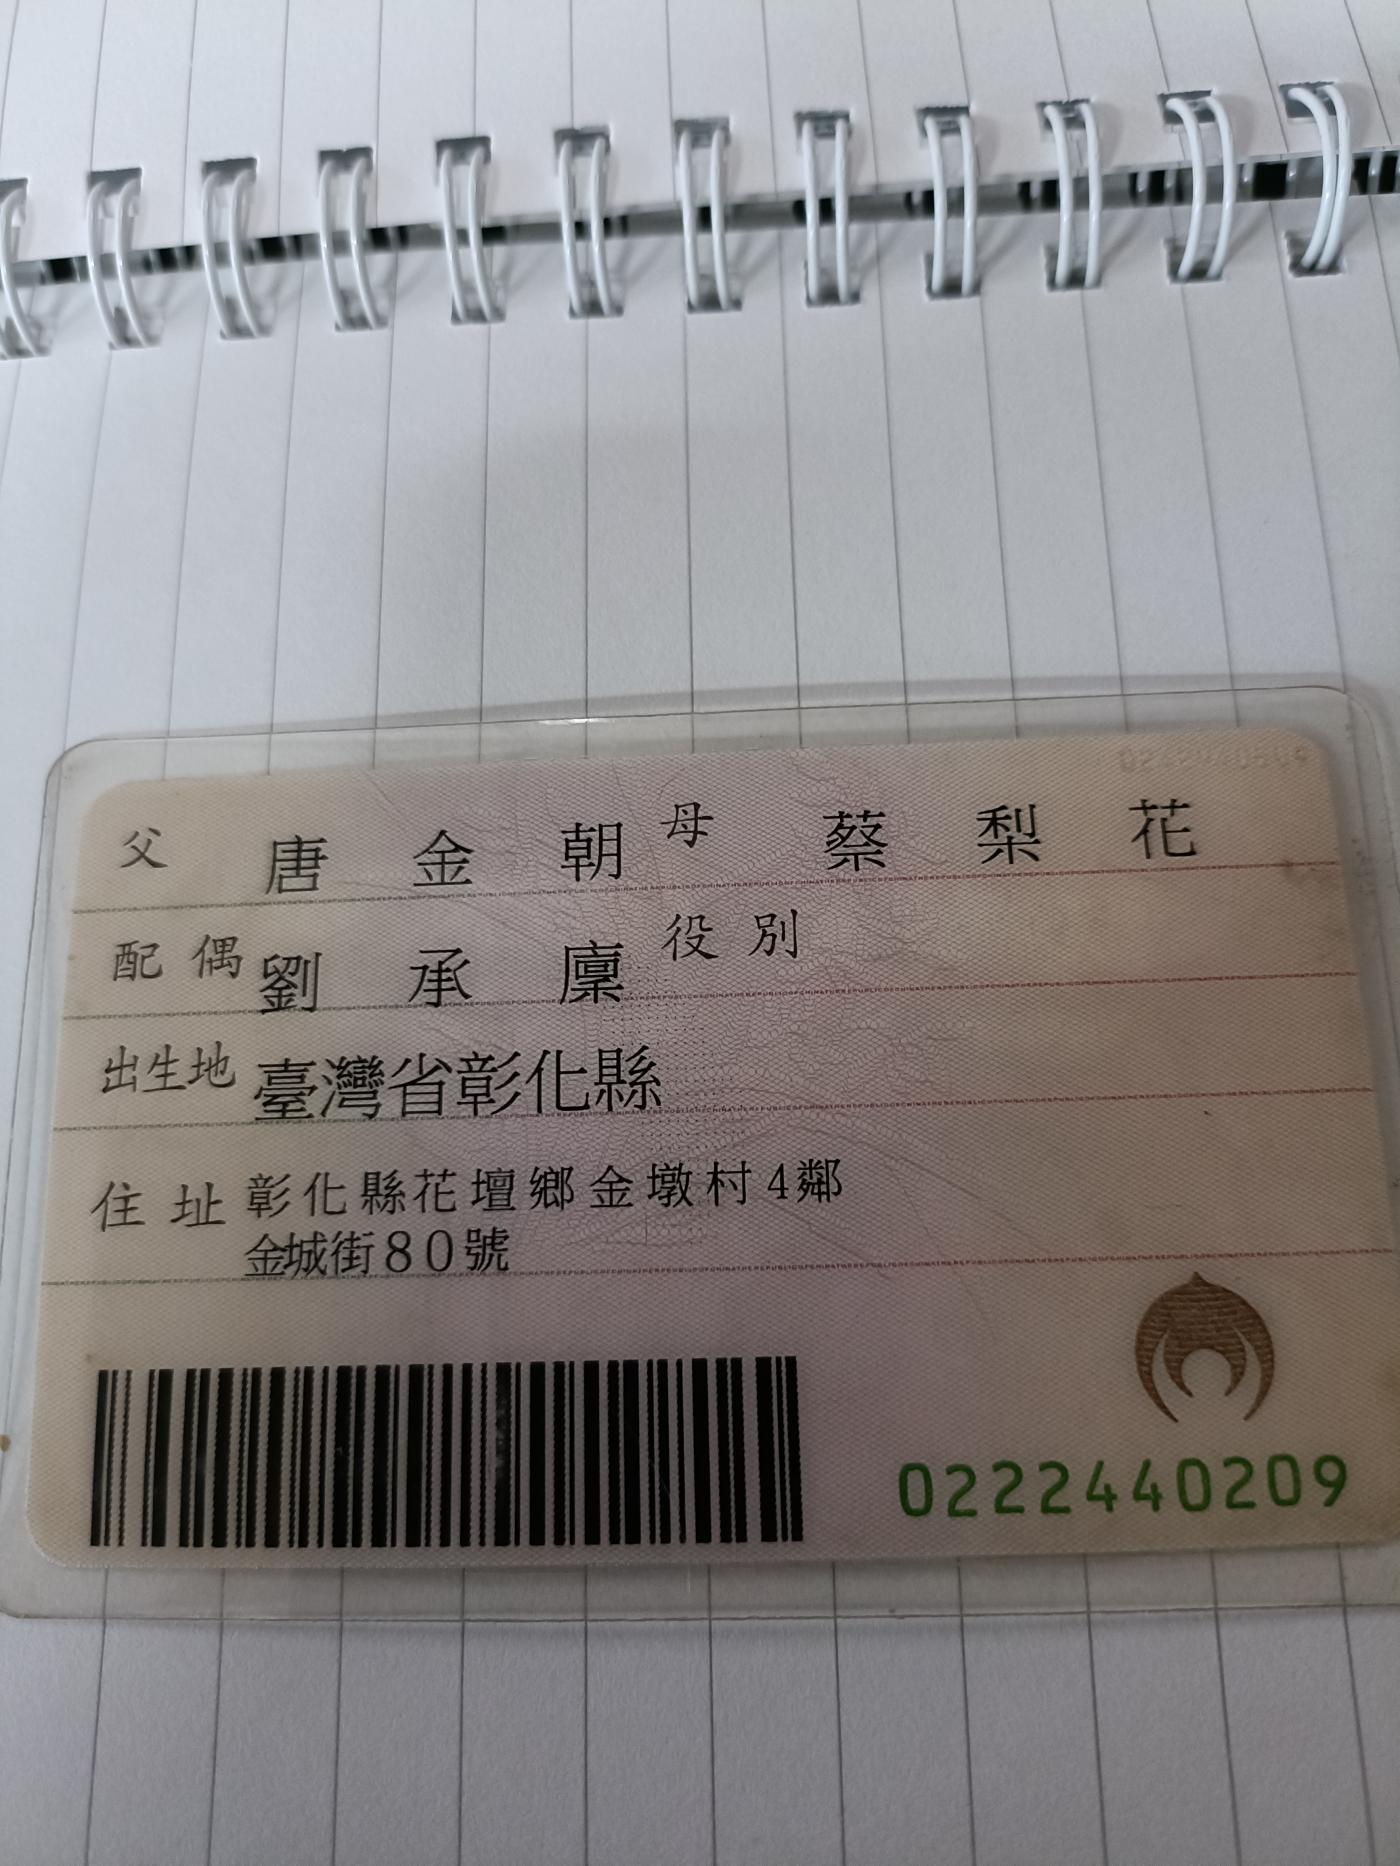 父 唐金朝 母 蔡梨花
配偶 劉承廩 役別
出生地 臺灣省彰化縣
住址 彰化縣花壇鄉金墩村4鄰
金城街80號
0222440209